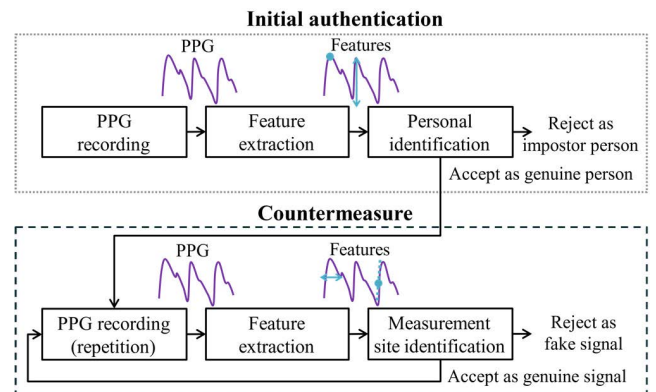 Initial authentication
PPG
Features
PPG
recording
Feature
extraction
Personal
identification
Reject as
impostor person
Accept as genuine person
Countermeasure
PPG
Features
PPG recording
(repetition)
Feature
extraction
Measurement
site identification
Reject as
fake signal
Accept as genuine signal